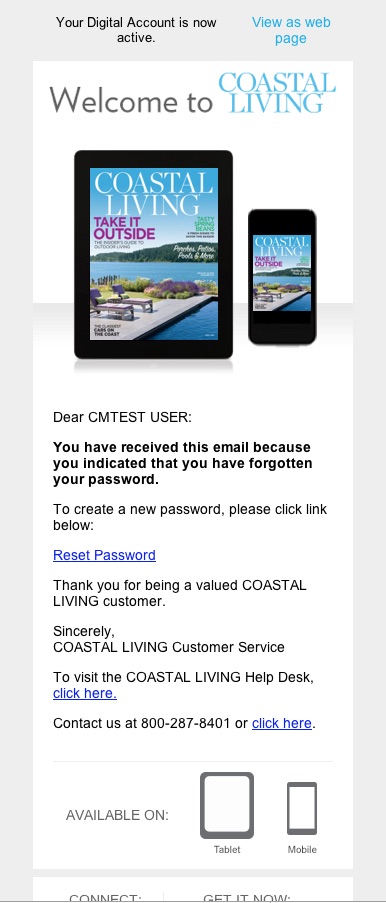 Your Digital Account is now
active.
View as web
page
Welcome to COASTAL
LIVING
COASTAL
LIVING
TAKE IT
OUTSIDE
THE INSIDER'S GUIDE TO
OUTDOOR LIVING
TASTY
SPRING
BEANS
Porches, Patios,
Pools & More
THE CLASSIEST
CARS ON
THE COAST
COASTAL
LIVING
TAKE IT
OUTSIDE
Porches, Patios,
Pools & More
Dear CMTEST USER:
You have received this email because
you indicated that you have forgotten
your password.
To create a new password, please click link
below:
Reset Password
Thank you for being a valued COASTAL
LIVING customer.
Sincerely,
COASTAL LIVING Customer Service
To visit the COASTAL LIVING Help Desk,
click here.
Contact us at 800-287-8401 or click here.
AVAILABLE ON:
Tablet
Mobile
CONNECT:
GET IT NOW: